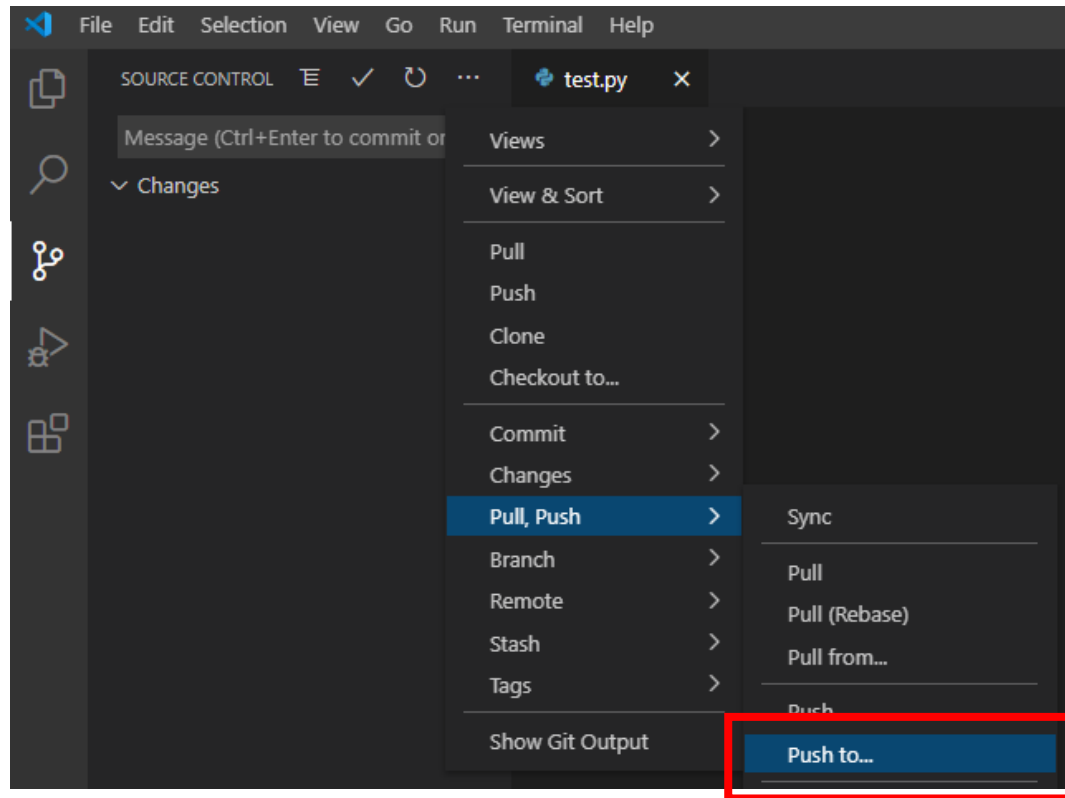 File Edit Selection View Go Run Terminal Help
SOURCE CONTROL
test.py
Message (Ctrl+Enter to commit or
Changes
Views
View & Sort
Pull
Push
Clone
Checkout to...
Commit
Changes
Pull, Push
Branch
Remote
Stash
Tags
Show Git Output
Sync
Pull
Pull (Rebase)
Pull from...
Push
Push to...